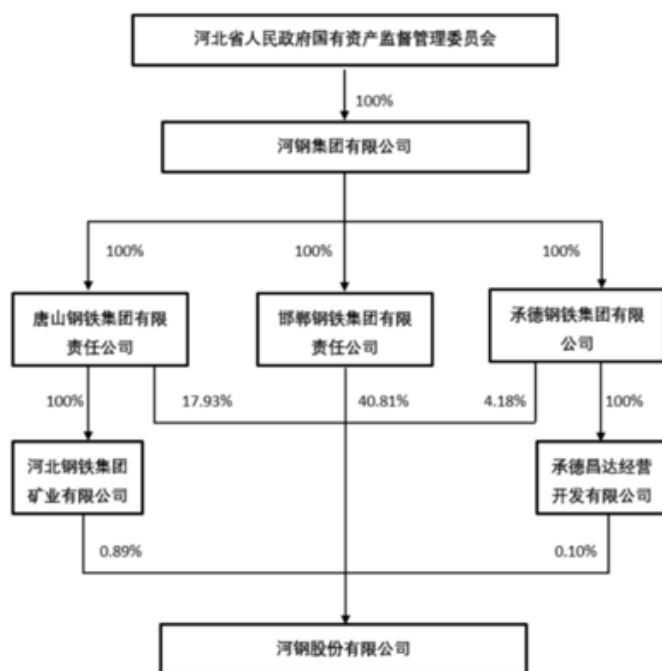 河北省人民政府国有资产监督管理委员会
100%
河钢集团有限公司
100%
100%
100%
唐山钢铁集团有限
责任公司
邯郸钢铁集团有限
责任公司
承德钢铁集团有限
公司
100%
17.93%
40.81%
4.18%
100%
河北钢铁集团
矿业有限公司
承德昌达经营
开发有限公司
0.89%
0.10%
河钢股份有限公司